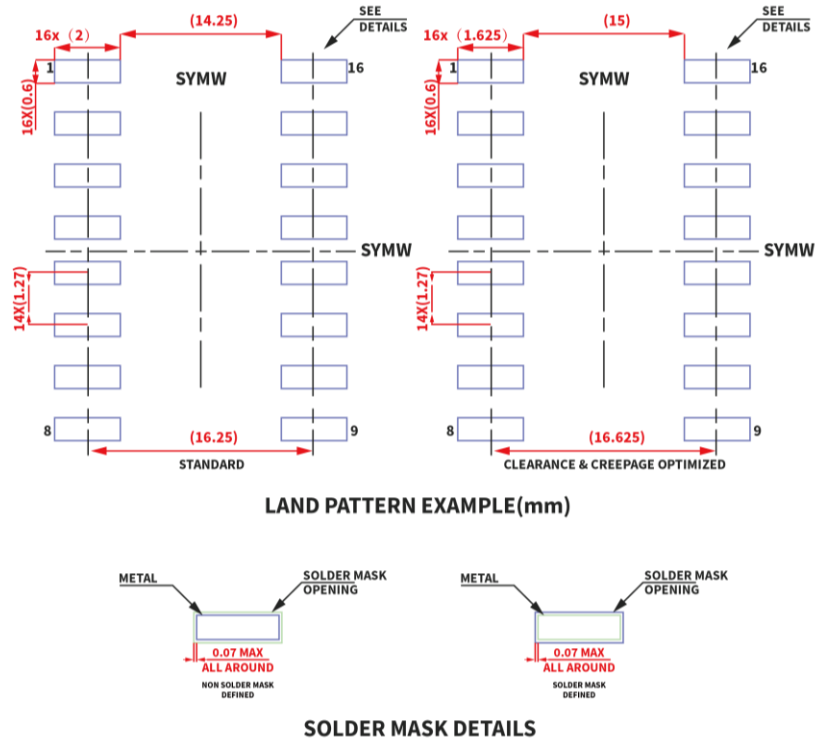 16x（2）
(14.25)
SEE
DETAILS
1
16
16X(0.6)
SYMW
SYMW
14X(1.27)
8
9
(16.25)
STANDARD
16x（1.625）
(15)
SEE
DETAILS
1
16
16X(0.6)
SYMW
SYMW
14X(1.27)
8
9
(16.625)
CLEARANCE & CREEPAGE OPTIMIZED
LAND PATTERN EXAMPLE(mm)
METAL
SOLDER MASK
OPENING
0.07 MAX
ALL AROUND
NON SOLDER MASK
DEFINED
METAL
SOLDER MASK
OPENING
0.07 MAX
ALL AROUND
SOLDER MASK
DEFINED
SOLDER MASK DETAILS